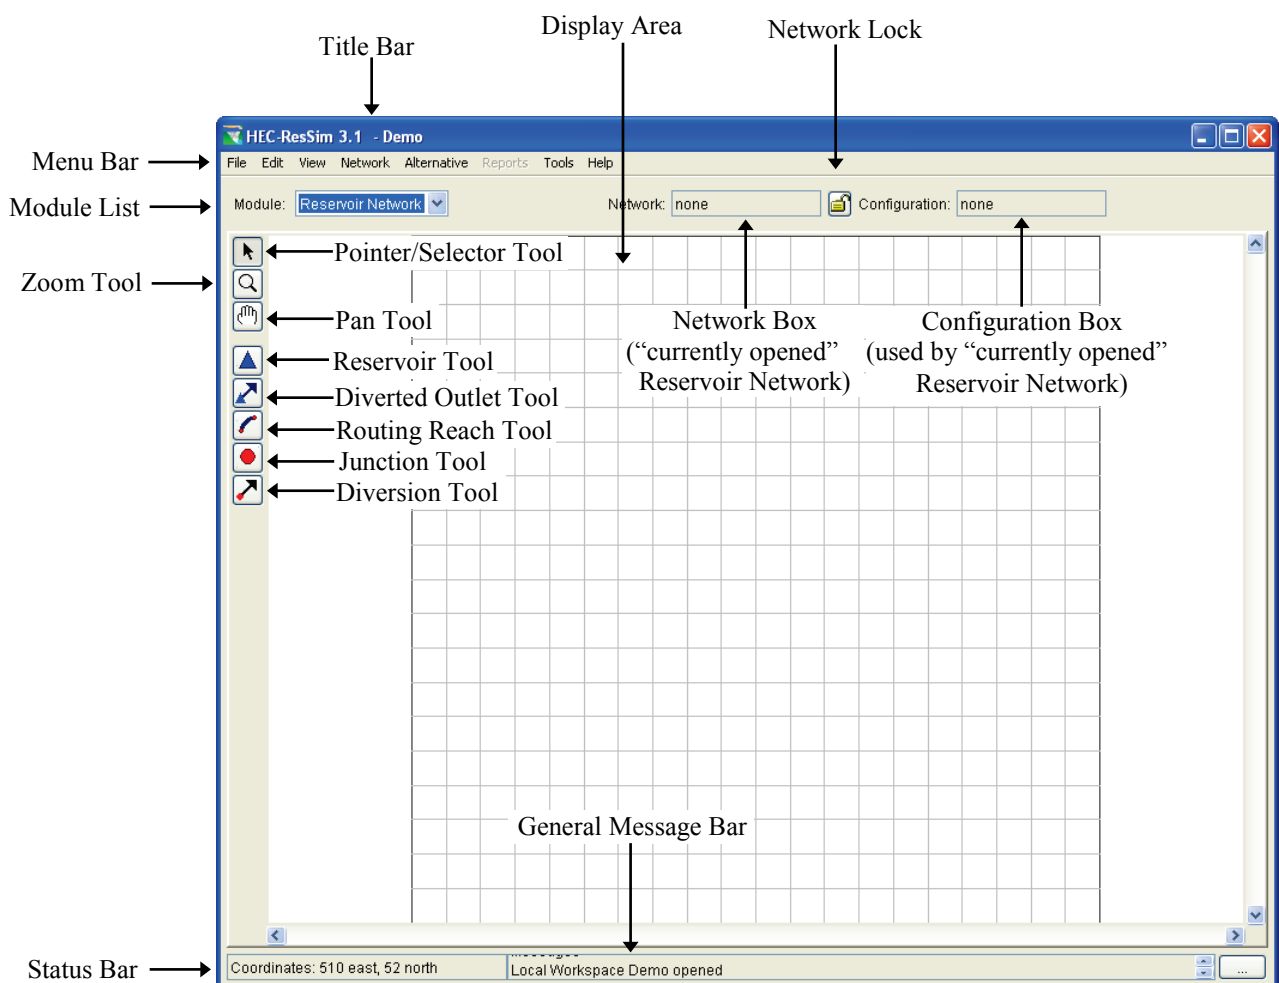 Display Area
Network Lock
Title Bar
HEC-ResSim 3.1 - Demo
Menu Bar
File Edit View Network Alternative Reports Tools Help
Module List
Module: Reservoir Network
Network: none
Configuration: none
Pointer/Selector Tool
Zoom Tool
Pan Tool
Network Box
(“currently opened”
Reservoir Network)
Configuration Box
(used by “currently opened”
Reservoir Network)
Reservoir Tool
Diverted Outlet Tool
Routing Reach Tool
Junction Tool
Diversion Tool
General Message Bar
Status Bar
Coordinates: 510 east, 52 north
Messages
Local Workspace Demo opened
...